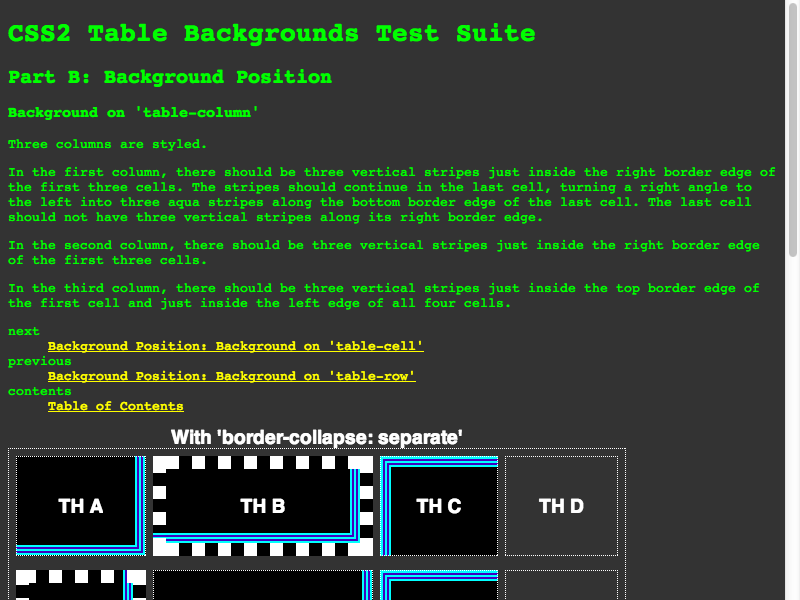 CSS2 Table Backgrounds Test Suite
Part B: Background Position
Background on 'table-column'
Three columns are styled.
In the first column, there should be three vertical stripes just inside the right border edge of
the first three cells. The stripes should continue in the last cell, turning a right angle to
the left into three aqua stripes along the bottom border edge of the last cell. The last cell
should not have three vertical stripes along its right border edge.
In the second column, there should be three vertical stripes just inside the right border edge
of the first three cells.
In the third column, there should be three vertical stripes just inside the top border edge of
the first cell and just inside the left edge of all four cells.
next
Background Position: Background on 'table-cell'
previous
Background Position: Background on 'table-row'
contents
Table of Contents
With 'border-collapse: separate'
TH A TH B TH C TH D